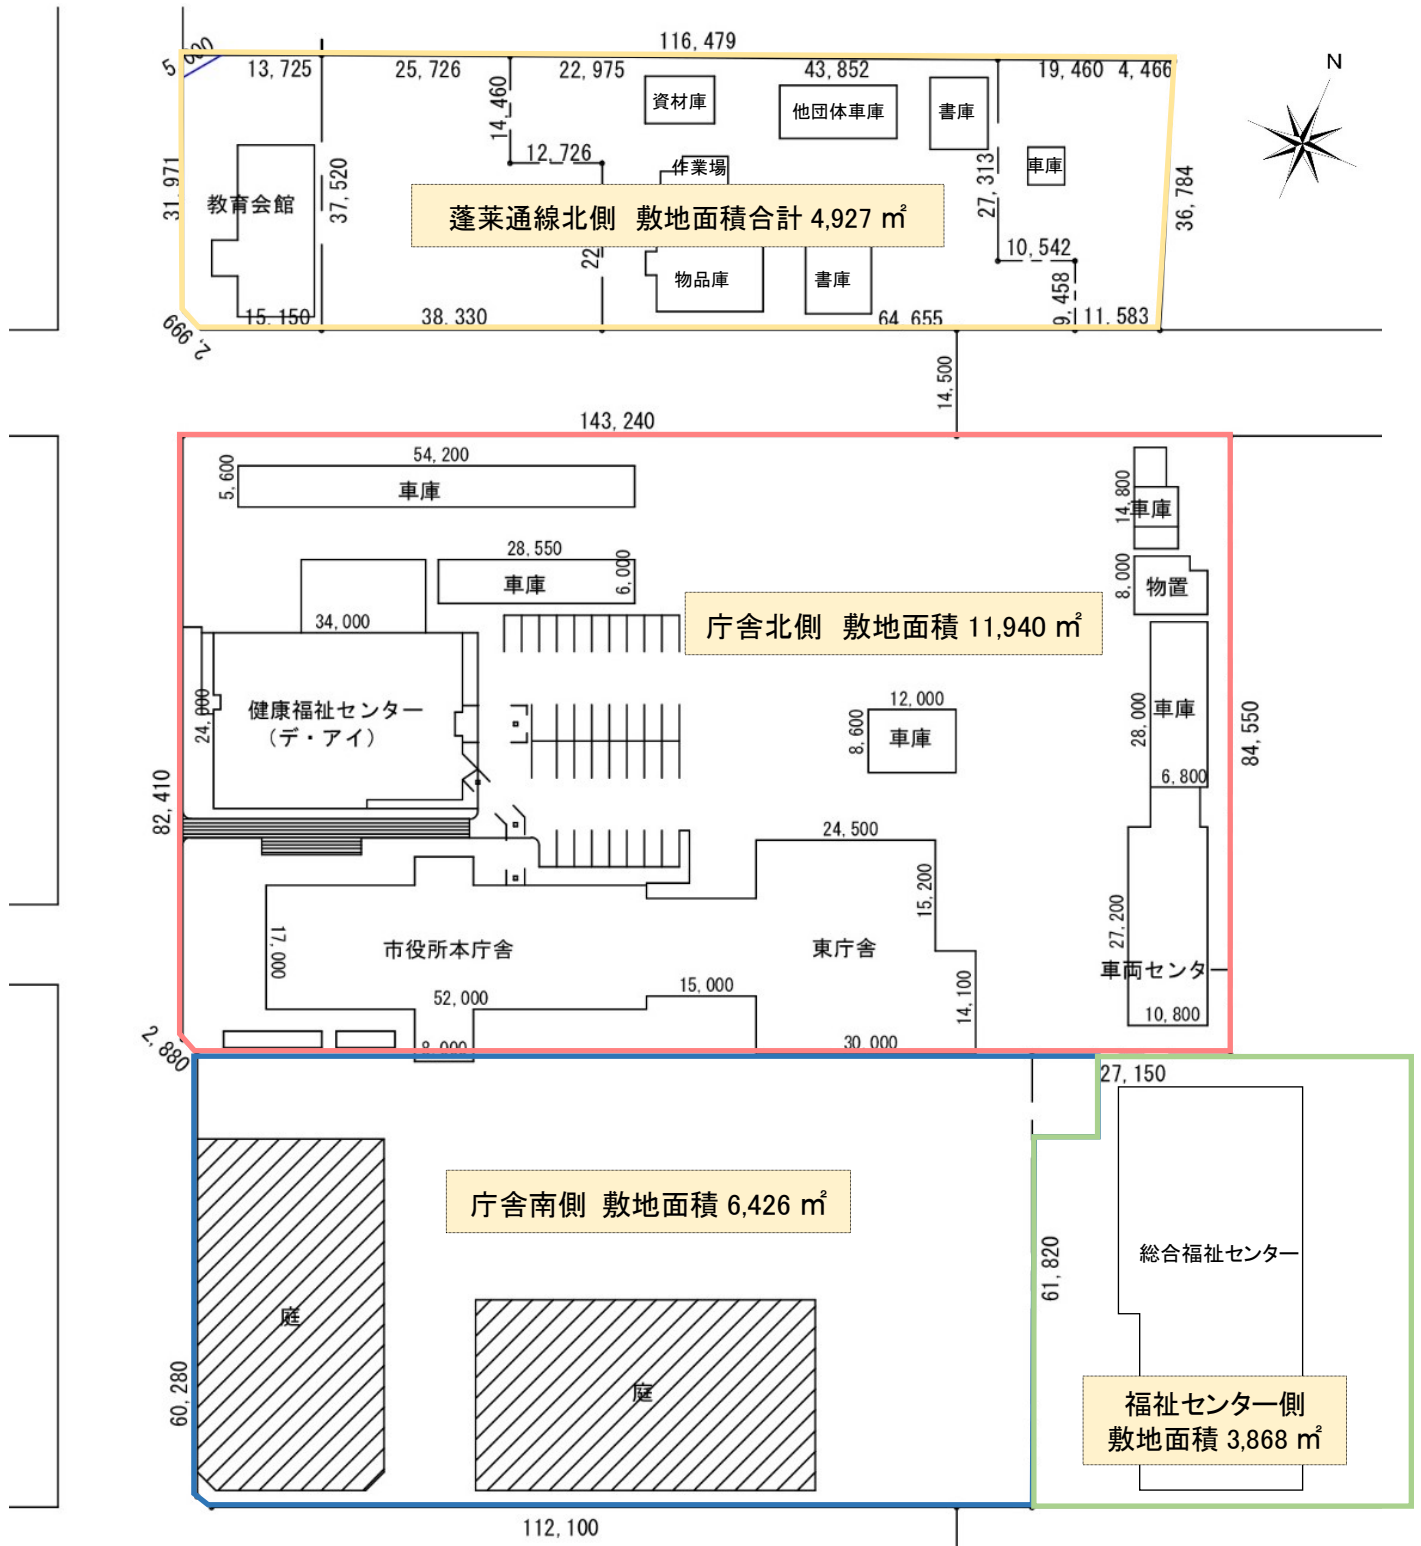 116,479
5,000
13,725
25,726
22,975
43,852
19,460
4,466
N
14,460
資材庫
他団体車庫
書庫
12,726
作業場
27,313
車庫
31,971
教育会館
37,520
36,784
蓬莱通線北側 敷地面積合計 4,927 ㎡
22
10,542
物品庫
書庫
9,458
15,150
38,330
64,655
11,583
2,999
14,500
143,240
54,200
5,600
車庫
14,800
車庫
28,550
車庫
6,000
8,000
物置
34,000
庁舎北側 敷地面積 11,940 ㎡
24,000
健康福祉センター
（デ・アイ）
12,000
8,600
車庫
28,000
車庫
84,550
6,800
82,410
24,500
15,200
17,000
市役所本庁舎
東庁舎
27,200
車両センター
52,000
15,000
14,100
10,800
2,880
8,000
30,000
27,150
庁舎南側 敷地面積 6,426 ㎡
61,820
総合福祉センター
庭
60,280
庭
福祉センター側
敷地面積 3,868 ㎡
112,100